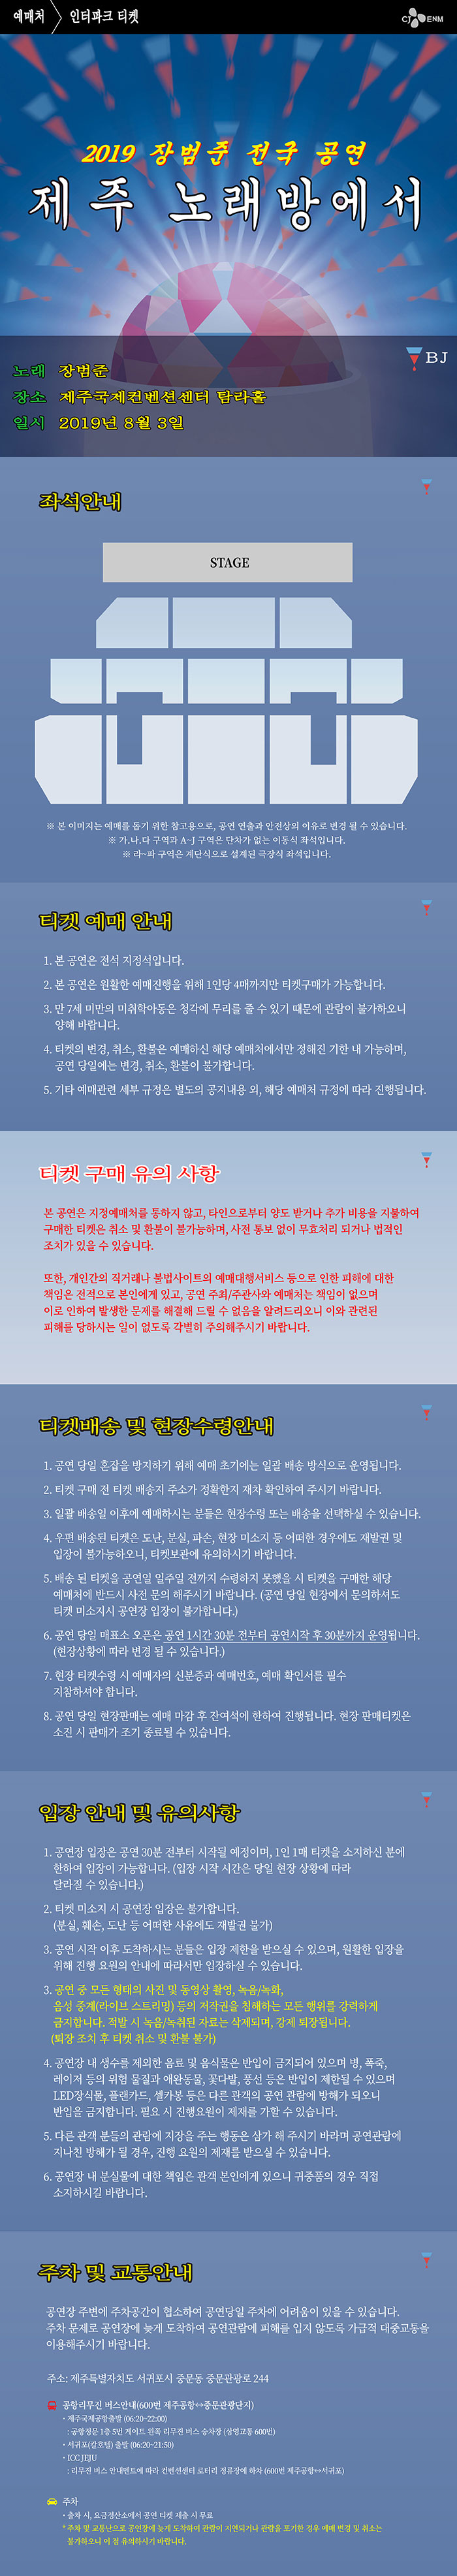 예매처 인터파크 티켓
CJ ENM
2019 장범준 전국 공연
제주 노래방에서
BJ
노래 장범준
장소 제주국제컨벤션센터 탐라홀
일시 2019년 8월 3일
좌석안내
STAGE
※ 본 이미지는 예매를 돕기 위한 참고용으로, 공연 연출과 안전상의 이유로 변경 될 수 있습니다.
※ 가.나.다 구역과 A~J 구역은 단차가 없는 이동식 좌석입니다.
※ 라~파 구역은 계단식으로 설계된 극장식 좌석입니다.
티켓 예매 안내
1. 본 공연은 전석 지정석입니다.
2. 본 공연은 원활한 예매진행을 위해 1인당 4매까지만 티켓구매가 가능합니다.
3. 만 7세 미만의 미취학아동은 청각에 무리를 줄 수 있기 때문에 관람이 불가하오니
양해 바랍니다.
4. 티켓의 변경, 취소, 환불은 예매하신 해당 예매처에서만 정해진 기한 내 가능하며,
공연 당일에는 변경, 취소, 환불이 불가합니다.
5. 기타 예매관련 세부 규정은 별도의 공지내용 외, 해당 예매처 규정에 따라 진행됩니다.
티켓 구매 유의 사항
본 공연은 지정예매처를 통하지 않고, 타인으로부터 양도 받거나 추가 비용을 지불하여
구매한 티켓은 취소 및 환불이 불가능하며, 사전 통보 없이 무효처리 되거나 법적인
조치가 있을 수 있습니다.
또한, 개인간의 직거래나 불법사이트의 예매대행서비스 등으로 인한 피해에 대한
책임은 전적으로 본인에게 있고, 공연 주최/주관사와 예매처는 책임이 없으며
이로 인하여 발생한 문제를 해결해 드릴 수 없음을 알려드리오니 이와 관련된
피해를 당하시는 일이 없도록 각별히 주의해주시기 바랍니다.
티켓배송 및 현장수령안내
1. 공연 당일 혼잡을 방지하기 위해 예매 초기에는 일괄 배송 방식으로 운영됩니다.
2. 티켓 구매 전 티켓 배송지 주소가 정확한지 재차 확인하여 주시기 바랍니다.
3. 일괄 배송일 이후에 예매하시는 분들은 현장수령 또는 배송을 선택하실 수 있습니다.
4. 우편 배송된 티켓은 도난, 분실, 파손, 현장 미소지 등 어떠한 경우에도 재발권 및
입장이 불가능하오니, 티켓보관에 유의하시기 바랍니다.
5. 배송 된 티켓을 공연일 일주일 전까지 수령하지 못했을 시 티켓을 구매한 해당
예매처에 반드시 사전 문의 해주시기 바랍니다. (공연 당일 현장에서 문의하셔도
티켓 미소지시 공연장 입장이 불가합니다.)
6. 공연 당일 매표소 오픈은 공연 1시간 30분 전부터 공연시작 후 30분까지 운영됩니다.
(현장상황에 따라 변경 될 수 있습니다.)
7. 현장 티켓수령 시 예매자의 신분증과 예매번호, 예매 확인서를 필수
지참하셔야 합니다.
8. 공연 당일 현장판매는 예매 마감 후 잔여석에 한하여 진행됩니다. 현장 판매티켓은
소진 시 판매가 조기 종료될 수 있습니다.
입장 안내 및 유의사항
1. 공연장 입장은 공연 30분 전부터 시작될 예정이며, 1인 1매 티켓을 소지하신 분에
한하여 입장이 가능합니다. (입장 시작 시간은 당일 현장 상황에 따라
달라질 수 있습니다.)
2. 티켓 미소지 시 공연장 입장은 불가합니다.
(분실, 훼손, 도난 등 어떠한 사유에도 재발권 불가)
3. 공연 시작 이후 도착하시는 분들은 입장 제한을 받으실 수 있으며, 원활한 입장을
위해 진행 요원의 안내에 따라서만 입장하실 수 있습니다.
3. 공연 중 모든 형태의 사진 및 동영상 촬영, 녹음/녹화,
음성 중계(라이브 스트리밍) 등의 저작권을 침해하는 모든 행위를 강력하게
금지합니다. 적발 시 녹음/녹취된 자료는 삭제되며, 강제 퇴장됩니다.
(퇴장 조치 후 티켓 취소 및 환불 불가)
4. 공연장 내 생수를 제외한 음료 및 음식물은 반입이 금지되어 있으며 병, 폭죽,
레이저 등의 위험 물질과 애완동물, 꽃다발, 풍선 등은 반입이 제한될 수 있으며
LED장식물, 플랜카드, 셀카봉 등은 다른 관객의 공연 관람에 방해가 되오니
반입을 금지합니다. 필요 시 진행요원이 제재를 가할 수 있습니다.
5. 다른 관객 분들의 관람에 지장을 주는 행동은 삼가 해 주시기 바라며 공연관람에
지나친 방해가 될 경우, 진행 요원의 제재를 받으실 수 있습니다.
6. 공연장 내 분실물에 대한 책임은 관객 본인에게 있으니 귀중품의 경우 직접
소지하시길 바랍니다.
주차 및 교통안내
공연장 주변에 주차공간이 협소하여 공연당일 주차에 어려움이 있을 수 있습니다.
주차 문제로 공연장에 늦게 도착하여 공연관람에 피해를 입지 않도록 가급적 대중교통을
이용해주시기 바랍니다.
주소: 제주특별자치도 서귀포시 중문동 중문관광로 244
공항리무진 버스안내(600번 제주공항↔중문관광단지)
· 제주국제공항출발 (06:20~22:00)
: 공항정문 1층 5번 게이트 왼쪽 리무진 버스 승차장 (삼영교통 600번)
· 서귀포(칼호텔) 출발 (06:20~21:50)
· ICC JEJU
: 리무진 버스 안내맨트에 따라 컨벤션센터 로터리 정류장에 하차 (600번 제주공항↔서귀포)
주차
· 출차 시, 요금정산소에서 공연 티켓 제출 시 무료
* 주차 및 교통난으로 공연장에 늦게 도착하여 관람이 지연되거나 관람을 포기한 경우 예매 변경 및 취소는
불가하오니 이 점 유의하시기 바랍니다.